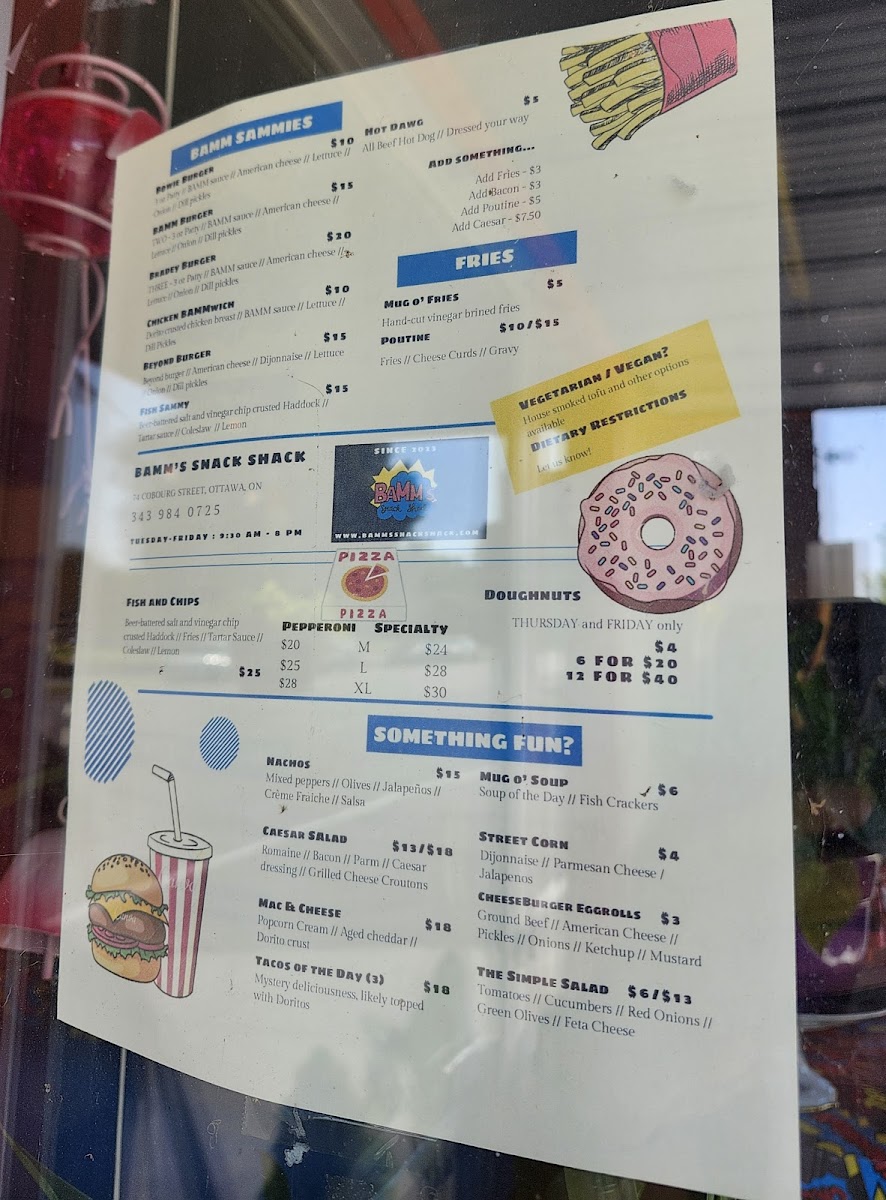 BAMM SAMMIES
BOWIE BURGER $10
3 oz Patty // BAMM sauce // American cheese // Lettuce //
Onion // Dill pickles
BAMM BURGER $15
TWO - 3 oz Patty // BAMM sauce // American cheese //
Lettuce // Onion // Dill pickles
BRADEY BURGER $20
THREE - 3 oz Patty // BAMM sauce // American cheese //
Lettuce // Onion // Dill pickles
CHICKEN BAMMWICH $10
Dorito crusted chicken breast // BAMM sauce // Lettuce //
Dill Pickles
BEYOND BURGER $15
Beyond burger // American cheese // Dijonnaise // Lettuce
// Onion // Dill pickles
FISH SAMMY $15
Beer-battered salt and vinegar chip crusted Haddock //
Tartar sauce // Coleslaw // Lemon
HOT DAWG $5
All Beef Hot Dog // Dressed your way
ADD SOMETHING...
Add Fries - $3
Add Bacon - $3
Add Poutine - $5
Add Caesar - $7.50
FRIES
MUG O' FRIES $5
Hand-cut vinegar brined fries
POUTINE $10/$15
Fries // Cheese Curds // Gravy
VEGETARIAN / VEGAN?
House smoked tofu and other options
available
DIETARY RESTRICTIONS
Let us know!
BAMM'S SNACK SHACK
74 COBOURG STREET, OTTAWA, ON
343 984 0725
TUESDAY-FRIDAY : 9:30 AM - 8 PM
SINCE 2022
BAMM'S
Snack Shack
WWW.BAMMSSNACKSHACK.COM
FISH AND CHIPS
Beer-battered salt and vinegar chip
crusted Haddock // Fries // Tartar Sauce //
Coleslaw // Lemon
$25
PIZZA
PIZZA
PEPPERONI SPECIALTY
$20 M $24
$25 L $28
$28 XL $30
DOUGHNUTS
THURSDAY and FRIDAY only
$4
6 FOR $20
12 FOR $40
SOMETHING FUN?
NACHOS $15
Mixed peppers // Olives // Jalapeños //
Crème Fraiche // Salsa
CAESAR SALAD $13/$18
Romaine // Bacon // Parm // Caesar
dressing // Grilled Cheese Croutons
MAC & CHEESE $18
Popcorn Cream // Aged cheddar //
Dorito crust
TACOS OF THE DAY (3) $18
Mystery deliciousness, likely topped
with Doritos
MUG O' SOUP $6
Soup of the Day // Fish Crackers
STREET CORN $4
Dijonnaise // Parmesan Cheese /
Jalapenos
CHEESEBURGER EGGROLLS $3
Ground Beef // American Cheese //
Pickles // Onions // Ketchup // Mustard
THE SIMPLE SALAD $6/$13
Tomatoes // Cucumbers // Red Onions //
Green Olives // Feta Cheese